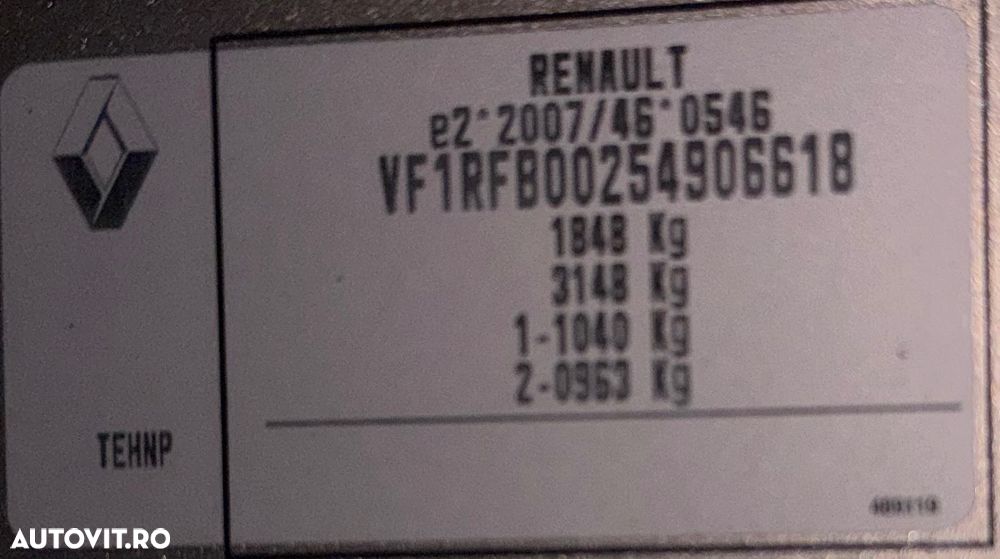 RENAULT
e2*2007/46*0546
VF1RFB00254906618
1848 Kg
3148 Kg
1-1040 Kg
2-0963 Kg
TEHNP
AUTOVIT.RO